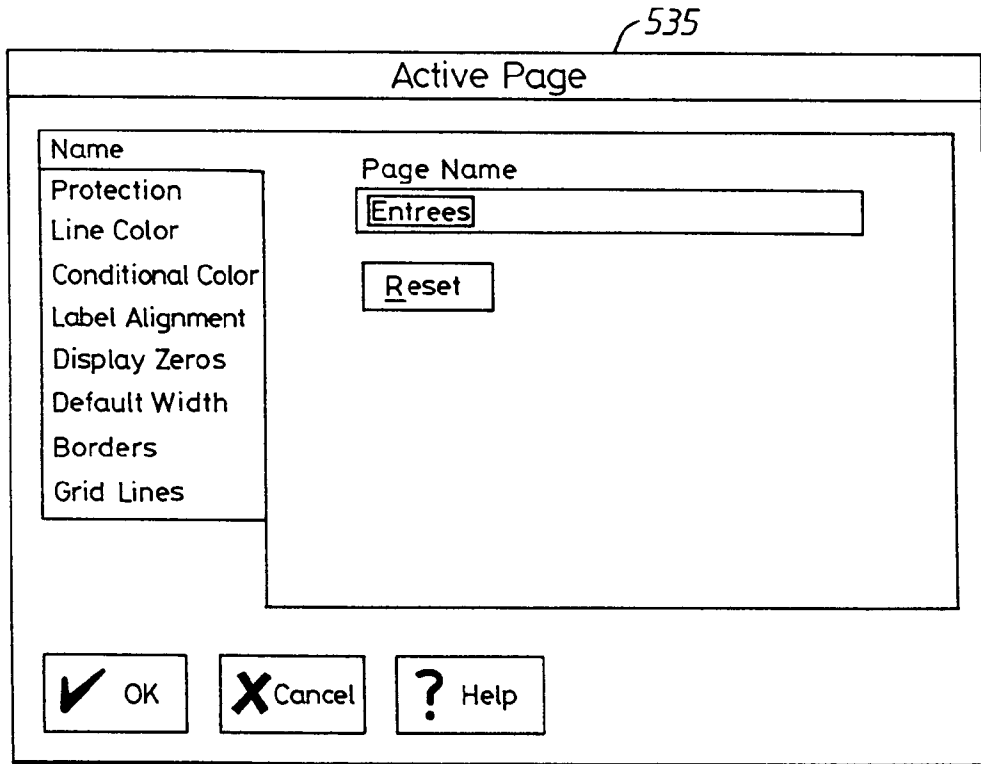 535
Active Page
Name
Protection
Line Color
Conditional Color
Label Alignment
Display Zeros
Default Width
Borders
Grid Lines
Page Name
Entrees
Reset
OK
Cancel
? Help